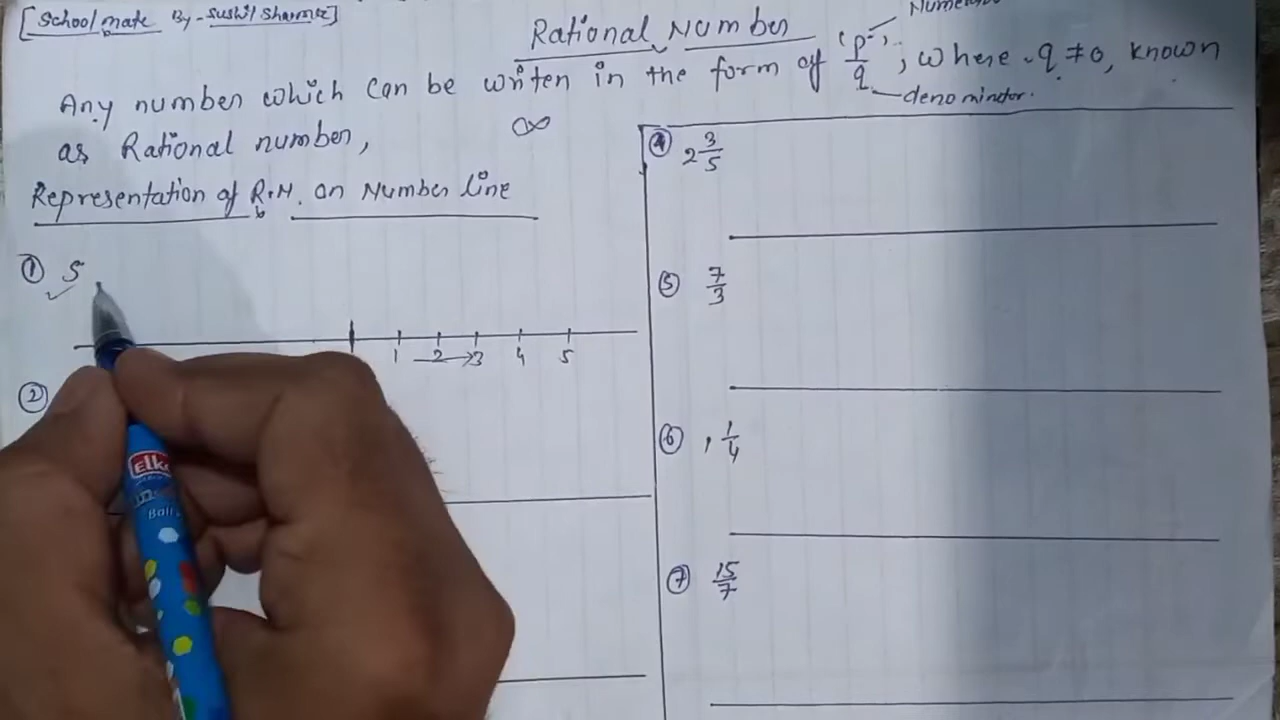 [School mate By - Sushil Sharma]
Rational Number
Any number which can be written in the form of 'p/q'; where q ≠ 0, known
denominator.
as Rational number,
∞
Representation of R.N. on Number line
① 5
1 2 3 4 5
②
④ 2 3/5
⑤ 7/3
⑥ 1/4
⑦ 15/7
elko